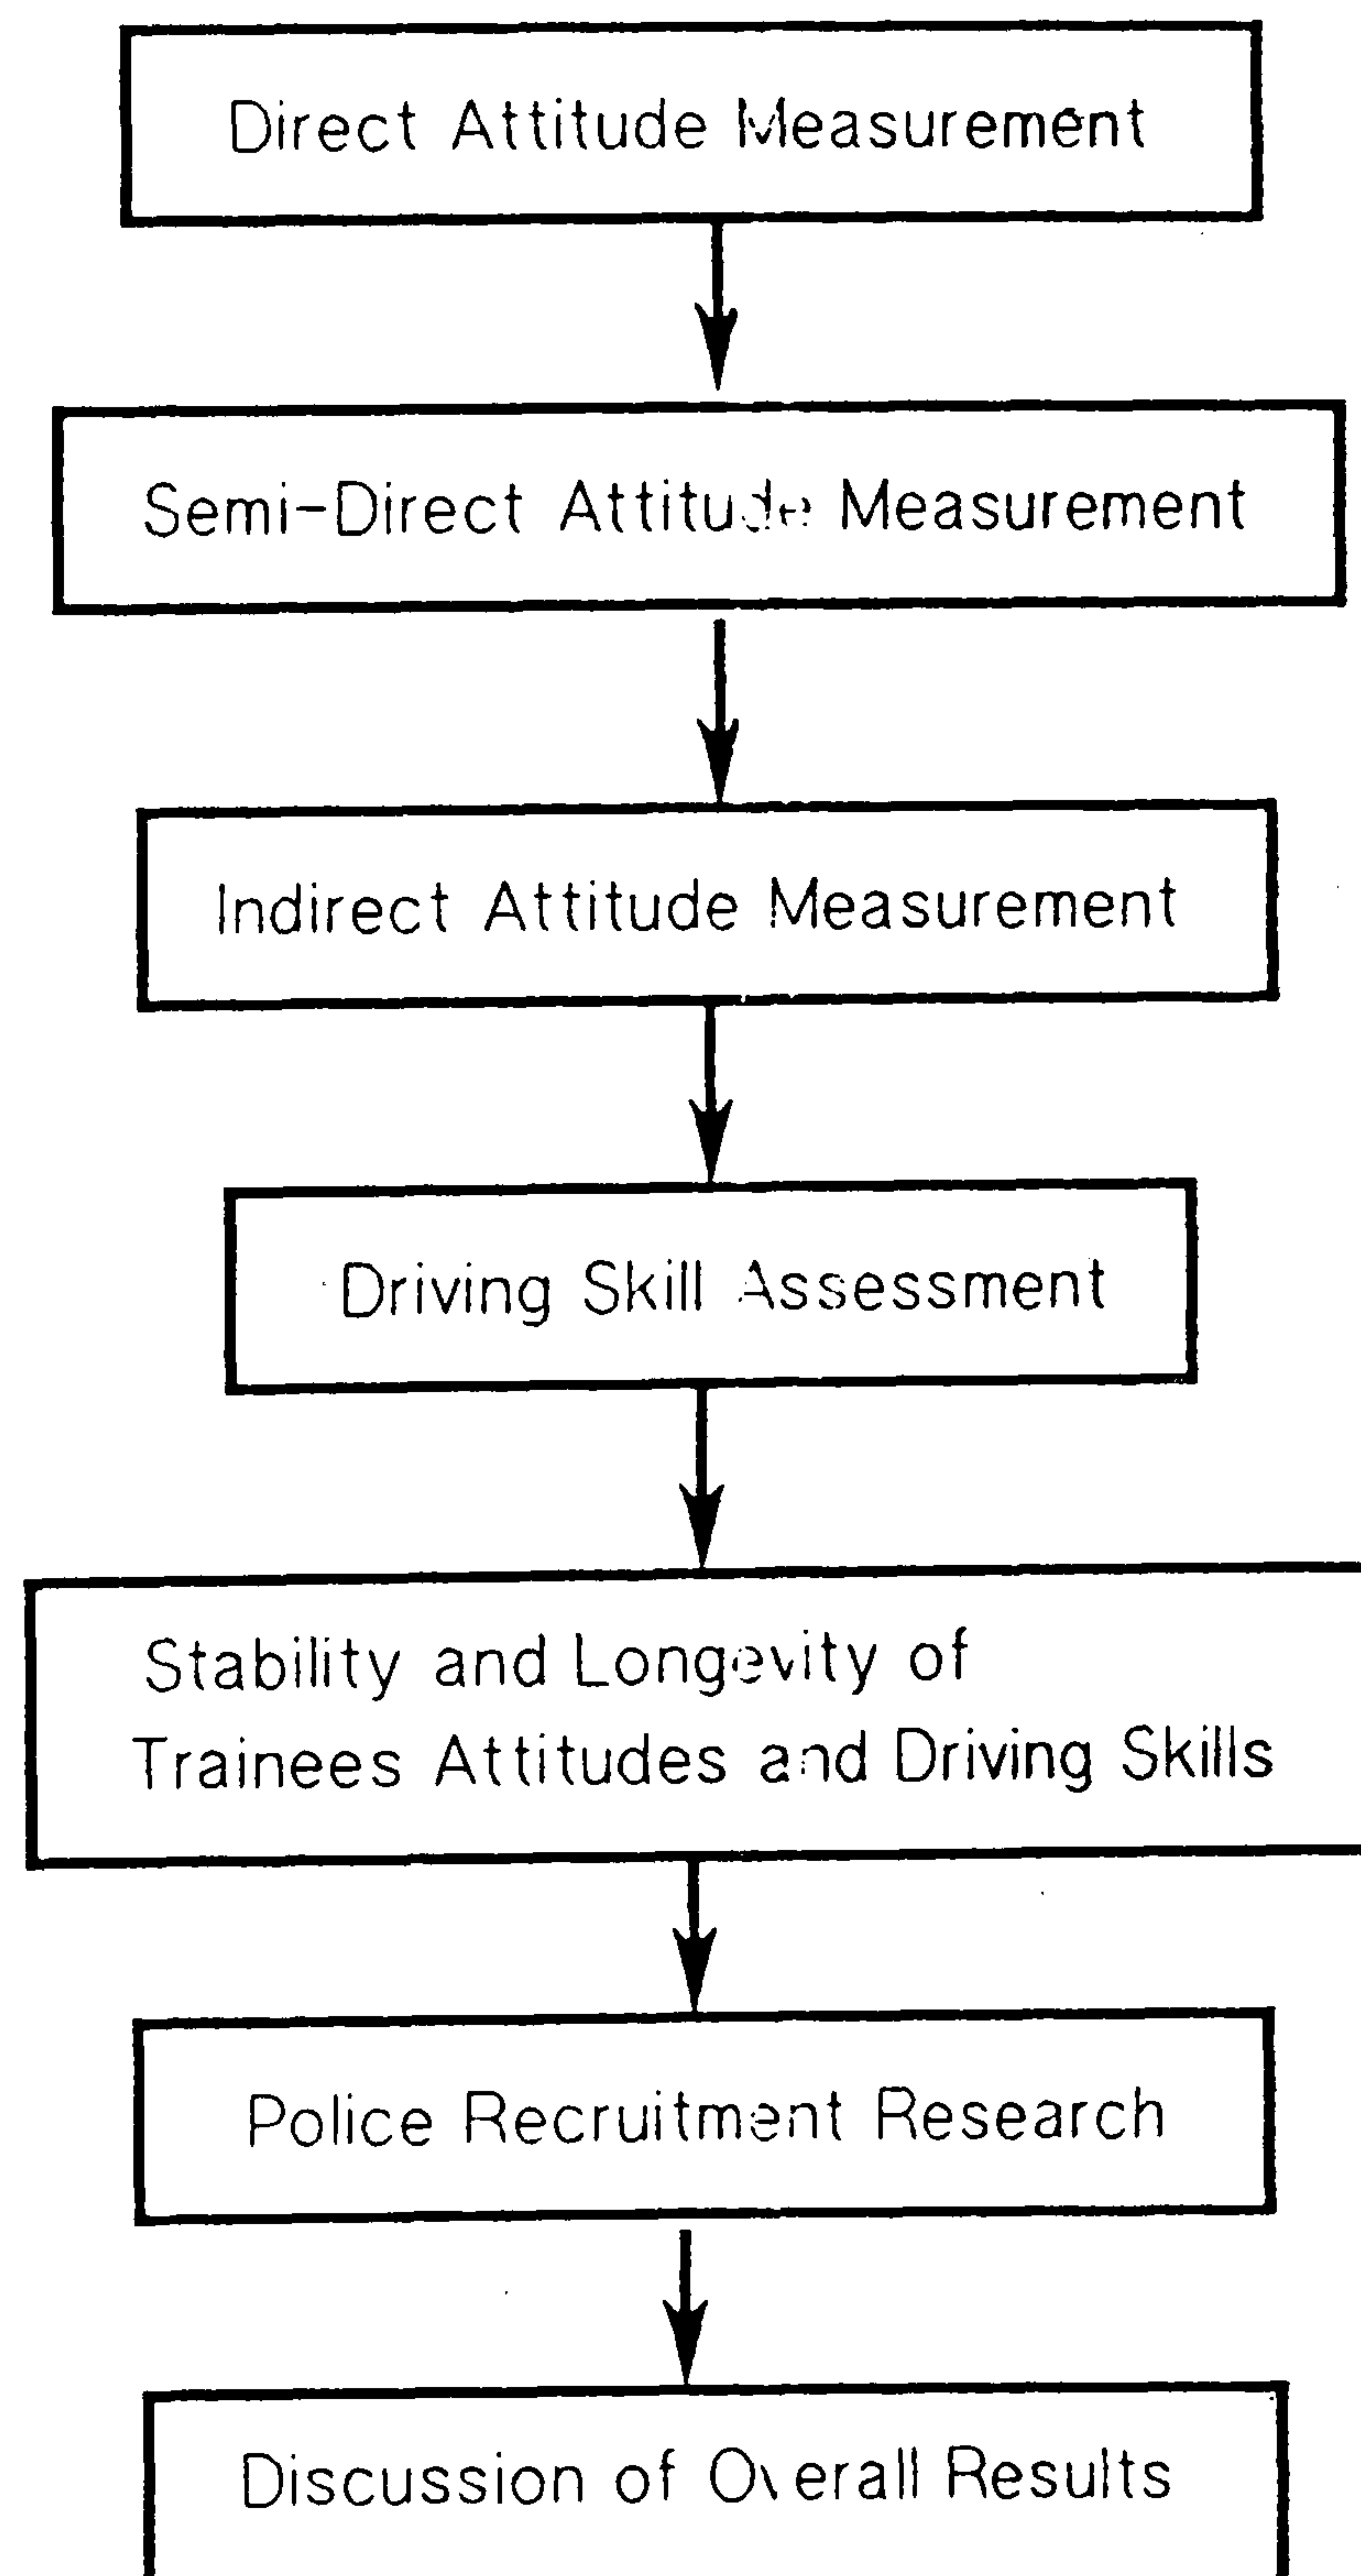 Direct Attitude Measurement
Semi-Direct Attitude Measurement
Indirect Attitude Measurement
Driving Skill Assessment
Stability and Longevity of
Trainees Attitudes and Driving Skills
Police Recruitment Research
Discussion of Overall Results